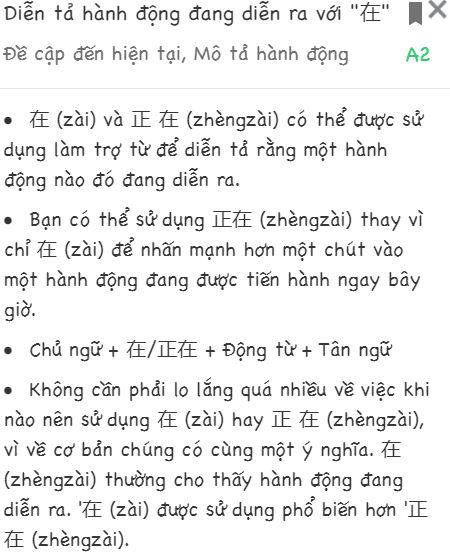 Diễn tả hành động đang diễn ra với "在"
Đề cập đến hiện tại, Mô tả hành động A2
• 在 (zài) và 正 在 (zhèngzài) có thể được sử
dụng làm trợ từ để diễn tả rằng một hành
động nào đó đang diễn ra.
• Bạn có thể sử dụng 正在 (zhèngzài) thay vì
chỉ 在 (zài) để nhấn mạnh hơn một chút vào
một hành động đang được tiến hành ngay bây
giờ.
• Chủ ngữ + 在/正在 + Động từ + Tân ngữ
• Không cần phải lo lắng quá nhiều về việc khi
nào nên sử dụng 在 (zài) hay 正 在 (zhèngzài),
vì về cơ bản chúng có cùng một ý nghĩa. 在
(zhèngzài) thường cho thấy hành động đang
diễn ra. '在 (zài) được sử dụng phổ biến hơn '正
在 (zhèngzài).